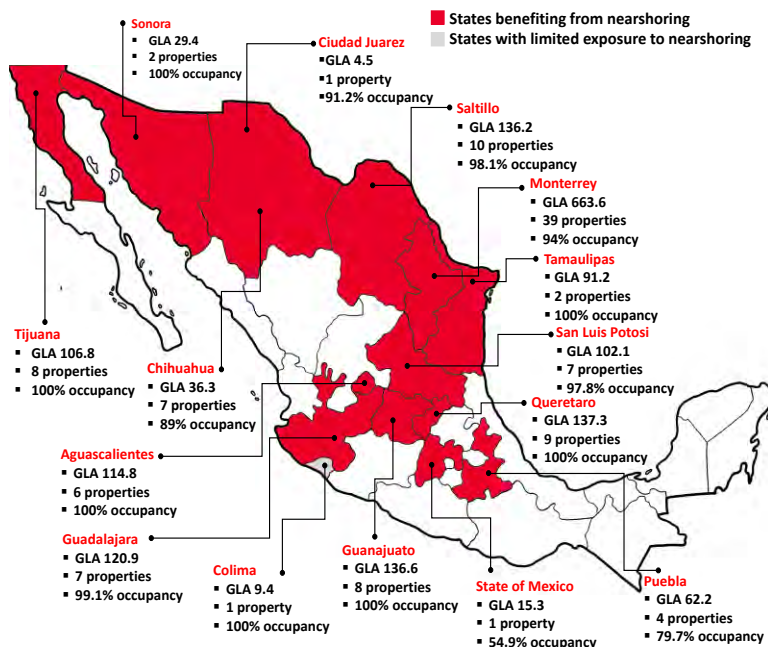 States benefiting from nearshoring
States with limited exposure to nearshoring
Sonora
▪ GLA 29.4
▪ 2 properties
▪ 100% occupancy
Ciudad Juarez
▪GLA 4.5
▪1 property
▪91.2% occupancy
Saltillo
▪ GLA 136.2
▪ 10 properties
▪ 98.1% occupancy
Monterrey
▪ GLA 663.6
▪ 39 properties
▪ 94% occupancy
Tamaulipas
▪ GLA 91.2
▪ 2 properties
▪ 100% occupancy
San Luis Potosi
▪ GLA 102.1
▪ 7 properties
▪ 97.8% occupancy
Queretaro
▪ GLA 137.3
▪ 9 properties
▪ 100% occupancy
Tijuana
▪ GLA 106.8
▪ 8 properties
▪ 100% occupancy
Chihuahua
▪ GLA 36.3
▪ 7 properties
▪ 89% occupancy
Aguascalientes
▪ GLA 114.8
▪ 6 properties
▪ 100% occupancy
Guadalajara
▪ GLA 120.9
▪ 7 properties
▪ 99.1% occupancy
Colima
▪ GLA 9.4
▪ 1 property
▪ 100% occupancy
Guanajuato
▪ GLA 136.6
▪ 8 properties
▪ 100% occupancy
State of Mexico
▪ GLA 15.3
▪ 1 property
▪ 54.9% occupancy
Puebla
▪ GLA 62.2
▪ 4 properties
▪ 79.7% occupancy